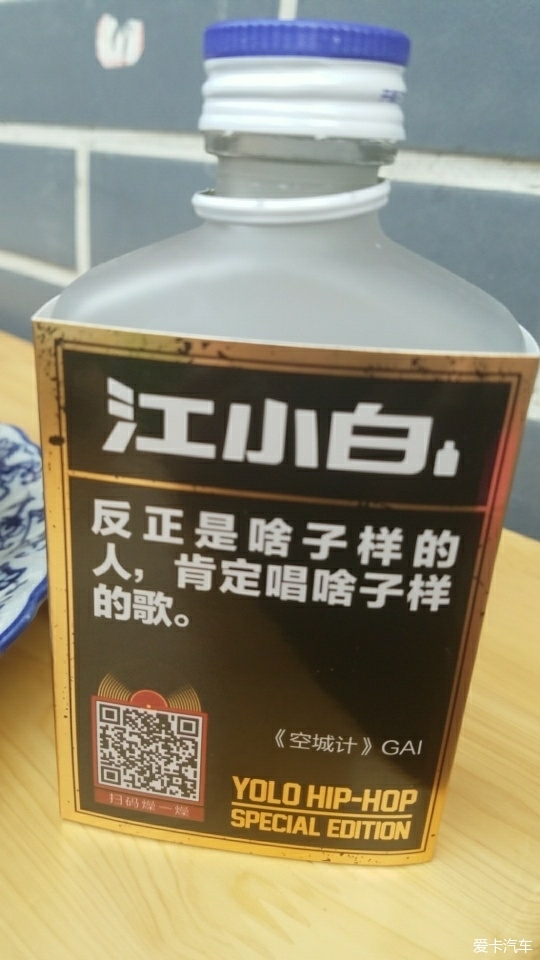 江小白
反正是啥子样的
人，肯定唱啥子样
的歌。
《空城计》GAI
扫码燥一燥
YOLO HIP-HOP
SPECIAL EDITION
爱卡汽车